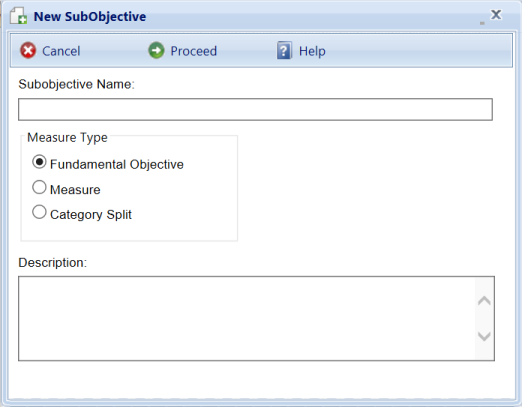 New SubObjective
Cancel Proceed Help
Subobjective Name:
Measure Type
Fundamental Objective
Measure
Category Split
Description: